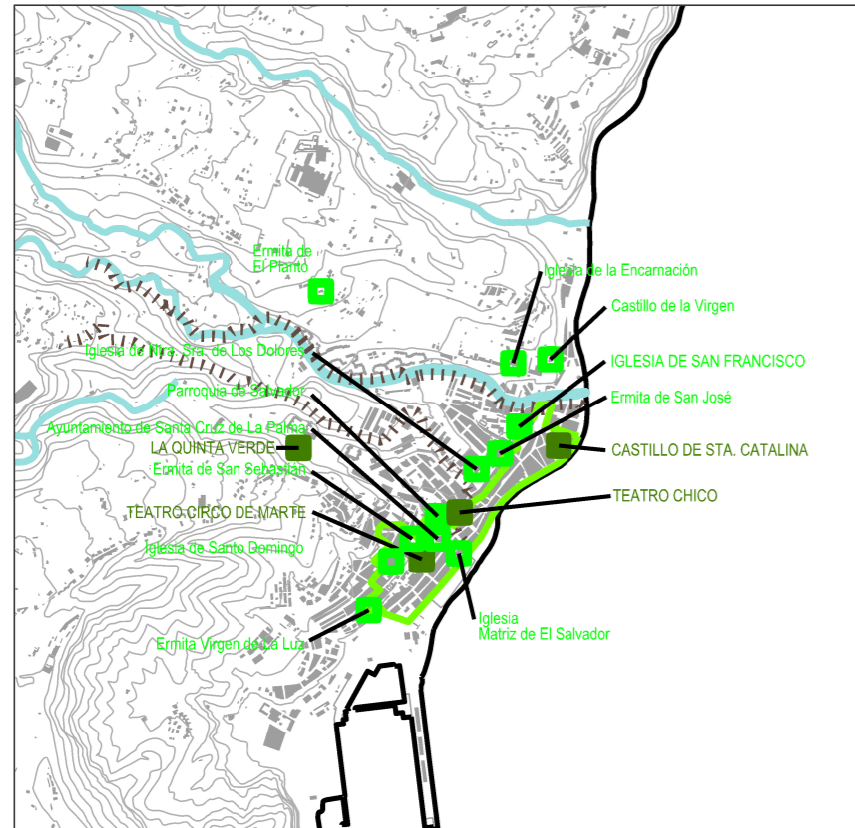 Ermita de
El Planto
Iglesia de la Encarnación
Castillo de la Virgen
Iglesia de Ntra. Sra. de Los Dolores
IGLESIA DE SAN FRANCISCO
Parroquia de Salvador
Ermita de San José
Ayuntamiento de Santa Cruz de La Palma
LA QUINTA VERDE
CASTILLO DE STA. CATALINA
Ermita de San Sebastián
TEATRO CHICO
TEATRO CIRCO DE MARTE
Iglesia de Santo Domingo
Iglesia
Matriz de El Salvador
Ermita Virgen de La Luz